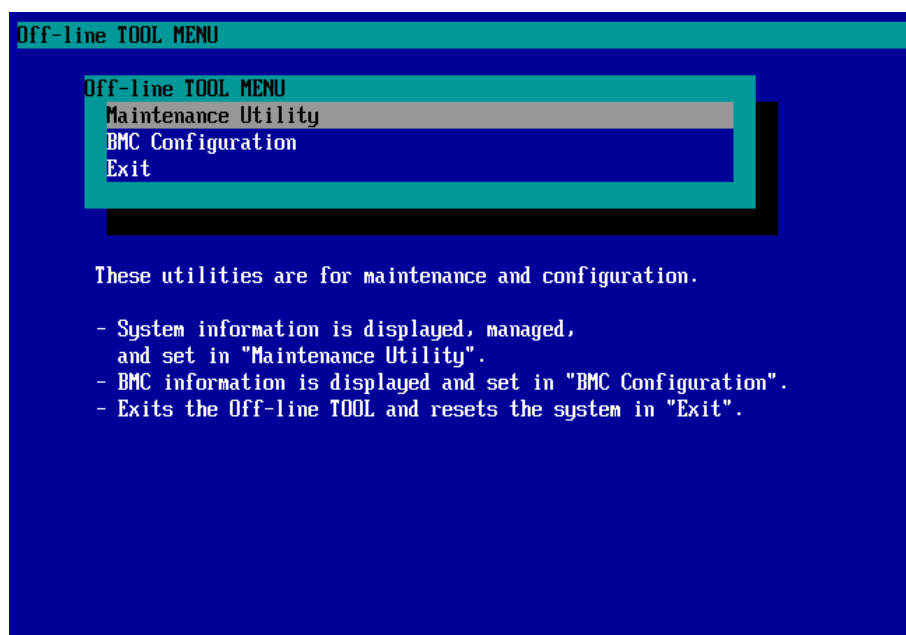 Off-line TOOL MENU
Off-line TOOL MENU
Maintenance Utility
BMC Configuration
Exit
These utilities are for maintenance and configuration.
- System information is displayed, managed,
and set in "Maintenance Utility".
- BMC information is displayed and set in "BMC Configuration".
- Exits the Off-line TOOL and resets the system in "Exit".